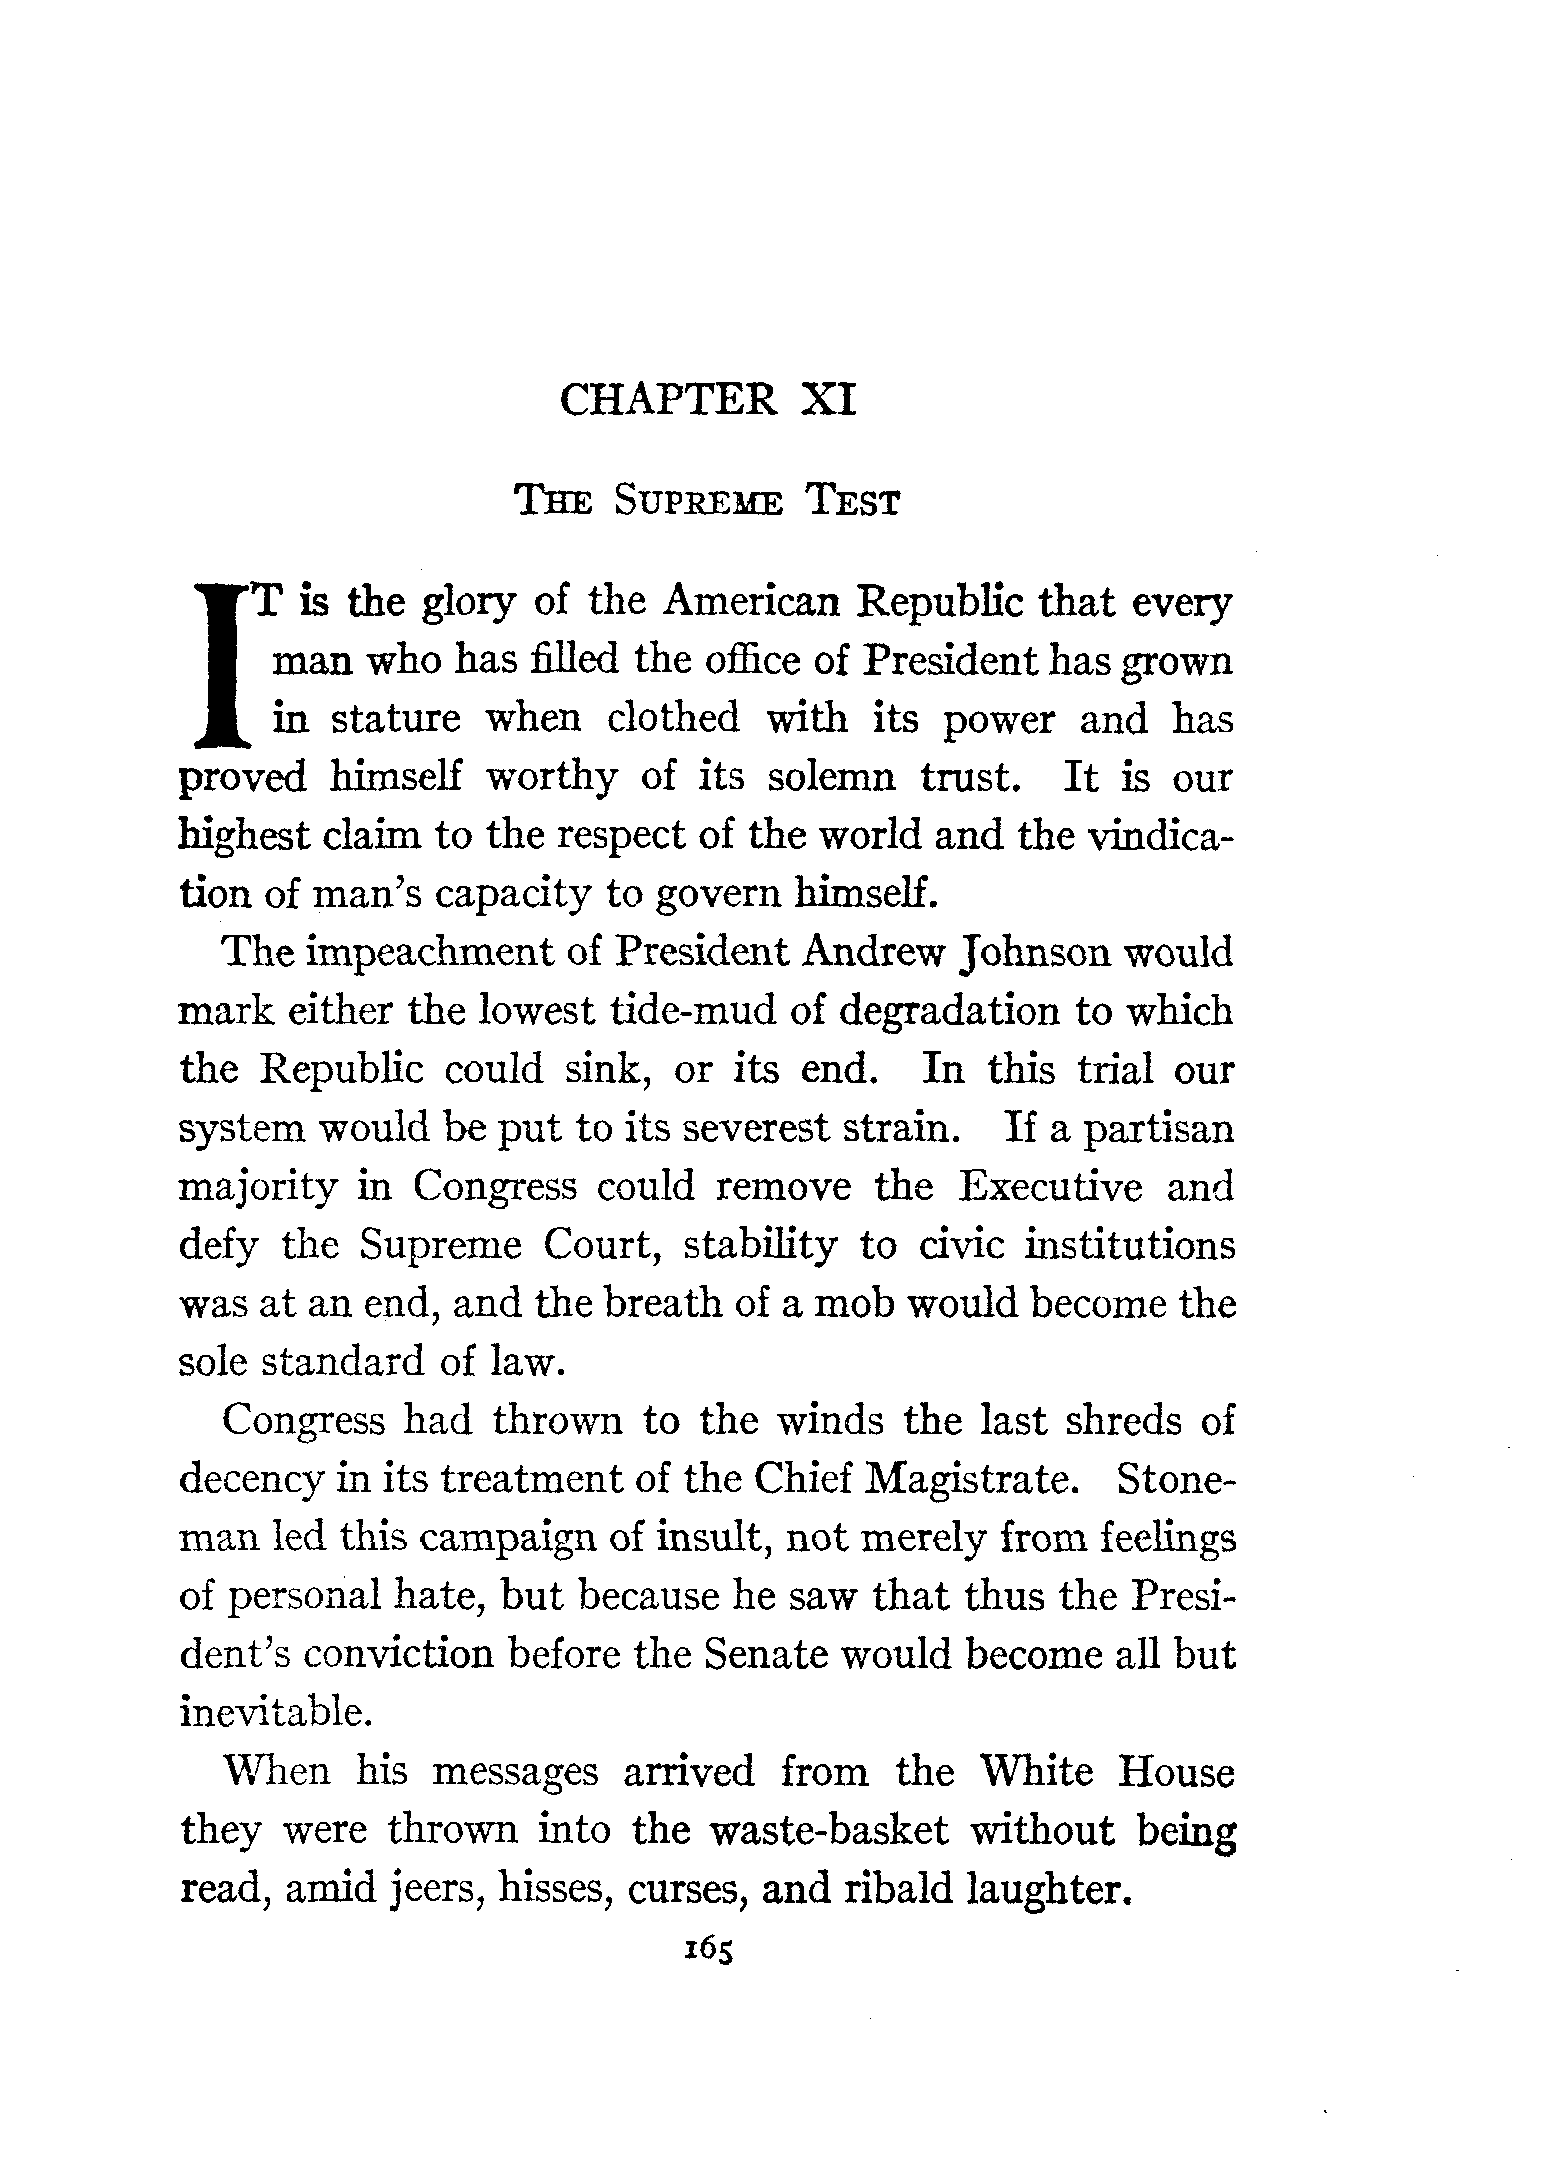 CHAPTER XI
THE SUPREME TEST
IT is the glory of the American Republic that every
man who has filled the office of President has grown
in stature when clothed with its power and has
proved himself worthy of its solemn trust. It is our
highest claim to the respect of the world and the vindica-
tion of man's capacity to govern himself.
The impeachment of President Andrew Johnson would
mark either the lowest tide-mud of degradation to which
the Republic could sink, or its end. In this trial our
system would be put to its severest strain. If a partisan
majority in Congress could remove the Executive and
defy the Supreme Court, stability to civic institutions
was at an end, and the breath of a mob would become the
sole standard of law.
Congress had thrown to the winds the last shreds of
decency in its treatment of the Chief Magistrate. Stone-
man led this campaign of insult, not merely from feelings
of personal hate, but because he saw that thus the Presi-
dent's conviction before the Senate would become all but
inevitable.
When his messages arrived from the White House
they were thrown into the waste-basket without being
read, amid jeers, hisses, curses, and ribald laughter.
165